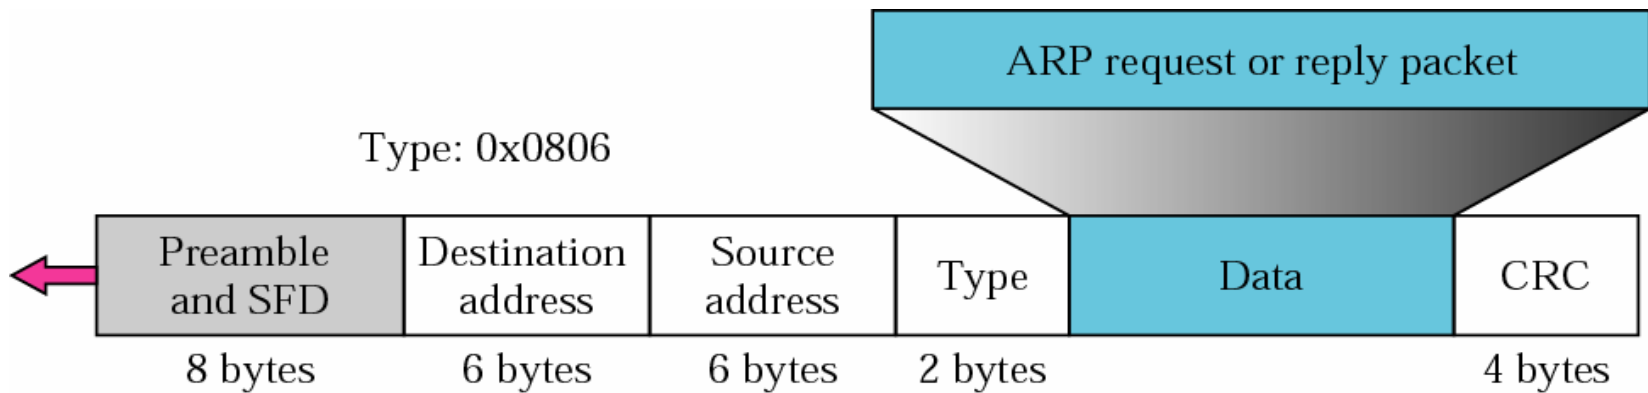 ARP request or reply packet
Type: 0x0806
Preamble
and SFD
Destination
address
Source
address
Type
Data
CRC
8 bytes
6 bytes
6 bytes
2 bytes
4 bytes